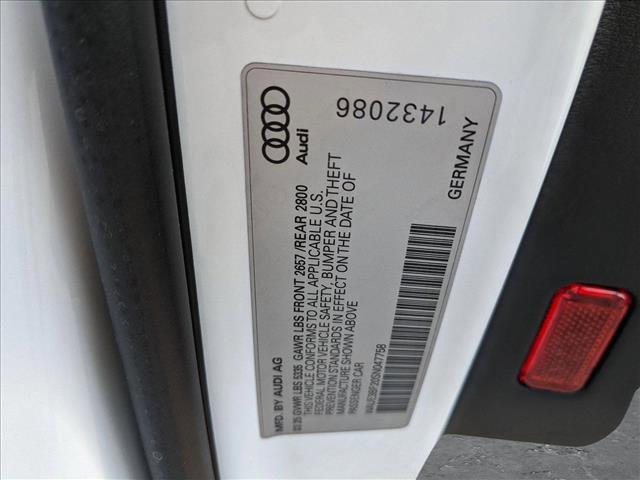 Audi
1432086
MFD. BY AUDI AG
GERMANY
03/25 GVWR LBS 5335 GAWR LBS FRONT 2657 /REAR 2800
THIS VEHICLE CONFORMS TO ALL APPLICABLE U.S.
FEDERAL MOTOR VEHICLE SAFETY, BUMPER AND THEFT
PREVENTION STANDARDS IN EFFECT ON THE DATE OF
MANUFACTURE SHOWN ABOVE
PASSENGER CAR